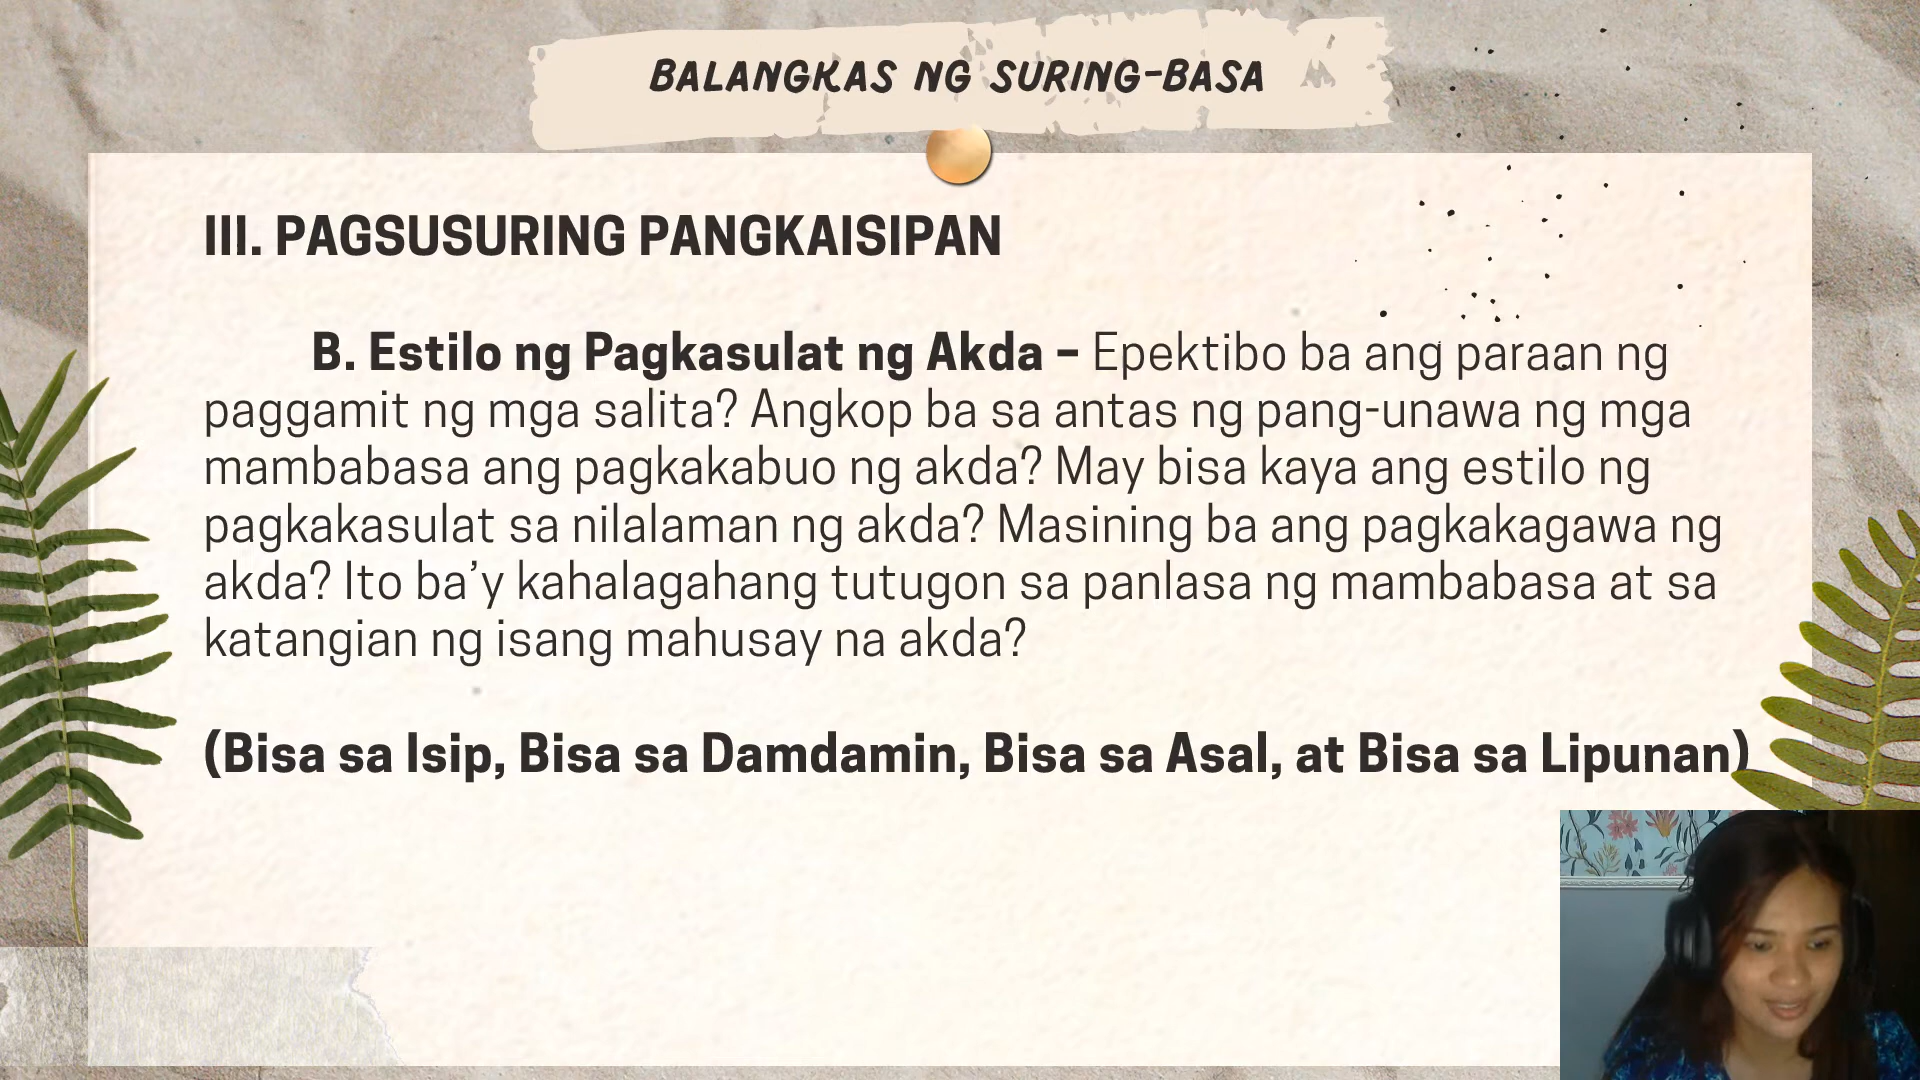 BALANGKAS NG SURING-BASA
III. PAGSUSURING PANGKAISIPAN
B. Estilo ng Pagkasulat ng Akda – Epektibo ba ang paraan ng
paggamit ng mga salita? Angkop ba sa antas ng pang-unawa ng mga
mambabasa ang pagkakabuo ng akda? May bisa kaya ang estilo ng
pagkakasulat sa nilalaman ng akda? Masining ba ang pagkakagawa ng
akda? Ito ba’y kahalagahang tutugon sa panlasa ng mambabasa at sa
katangian ng isang mahusay na akda?
(Bisa sa Isip, Bisa sa Damdamin, Bisa sa Asal, at Bisa sa Lipunan)